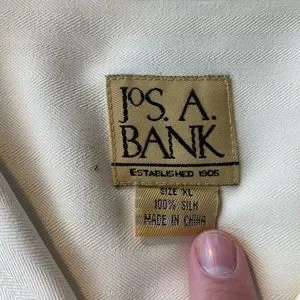 JOS. A.
BANK
ESTABLISHED 1905
SIZE XL
100% SILK
MADE IN CHINA